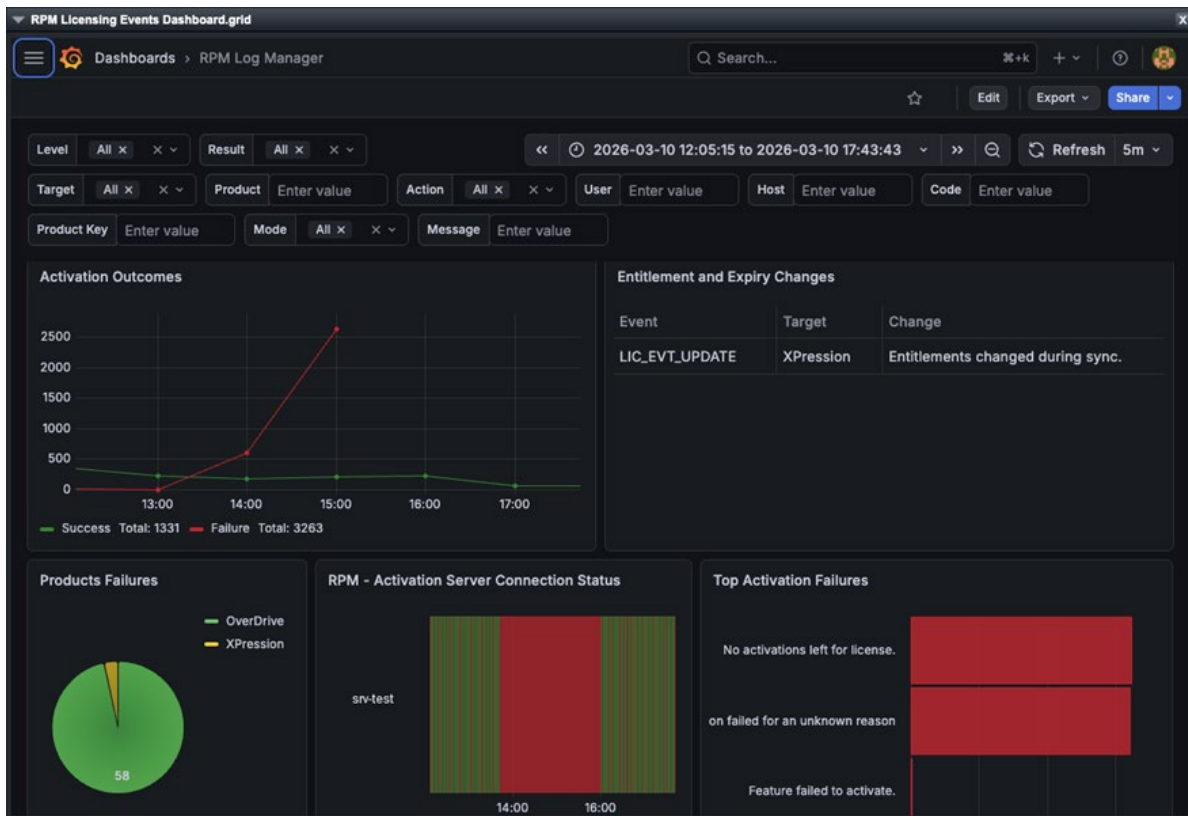 RPM Licensing Events Dashboard.grid
X
Dashboards › RPM Log Manager
Search...
⌘+k
Edit
Export
Share
Level All ×
Result All ×
2026-03-10 12:05:15 to 2026-03-10 17:43:43
Refresh 5m
Target All ×
Product Enter value
Action All ×
User Enter value
Host Enter value
Code Enter value
Product Key Enter value
Mode All ×
Message Enter value
Activation Outcomes
2500
2000
1500
1000
500
0
13:00 14:00 15:00 16:00 17:00
Success Total: 1331 Failure Total: 3263
Entitlement and Expiry Changes
Event Target Change
LIC_EVT_UPDATE XPression Entitlements changed during sync.
Products Failures
OverDrive
XPression
58
RPM - Activation Server Connection Status
srv-test
14:00 16:00
Top Activation Failures
No activations left for license.
on failed for an unknown reason
Feature failed to activate.